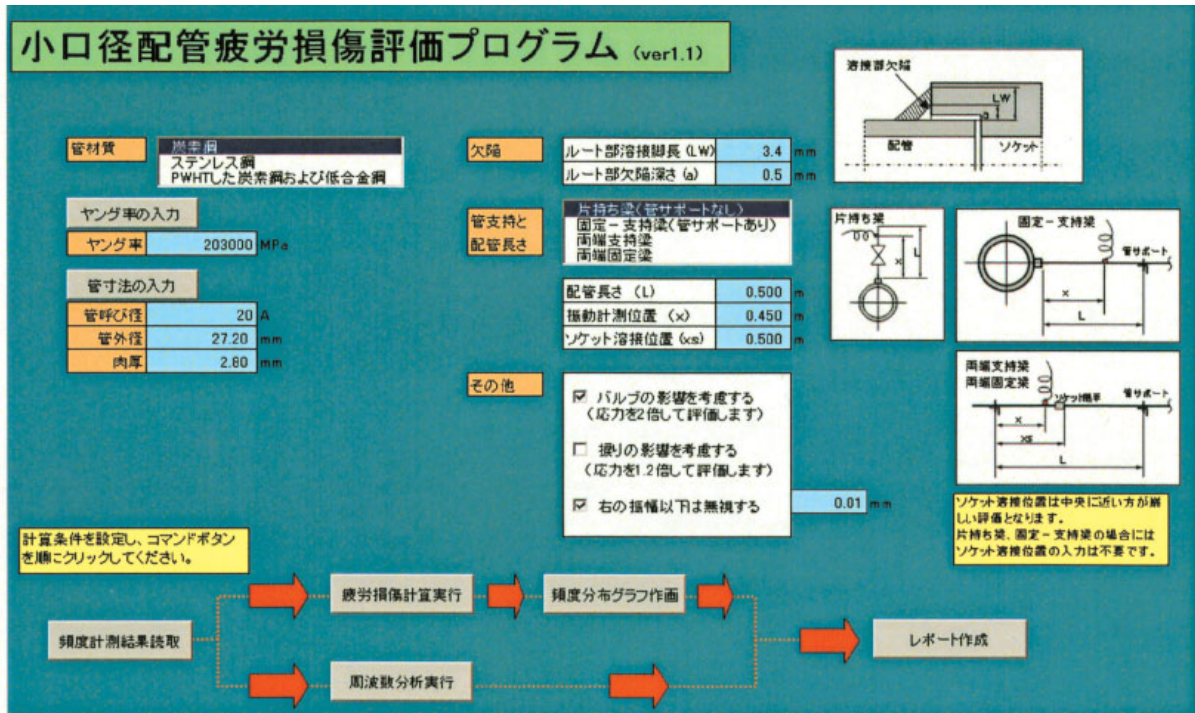 小口径配管疲労損傷評価プログラム (ver1.1)
管材質
炭素鋼
ステンレス鋼
PWHTした炭素鋼および低合金鋼
ヤング率の入力
ヤング率 203000 MPa
管寸法の入力
管呼び径 20 A
管外径 27.20 mm
肉厚 2.80 mm
欠陥
ルート部溶接脚長 (LW) 3.4 mm
ルート部欠陥深さ (a) 0.5 mm
管支持と
配管長さ
片持ち梁(管サポートなし)
固定-支持梁(管サポートあり)
両端支持梁
両端固定梁
配管長さ (L) 0.500 m
振動計測位置 (x) 0.450 m
ソケット溶接位置 (xs) 0.500 m
その他
バルブの影響を考慮する
(応力を2倍して評価します)
捩りの影響を考慮する
(応力を1.2倍して評価します)
右の振幅以下は無視する 0.01 mm
溶接部欠陥
LW
a
配管
ソケット
片持ち梁
x
L
固定-支持梁
管サポート
x
L
両端支持梁
両端固定梁
ソケット継手
管サポート
x
xs
L
ソケット溶接位置は中央に近い方が厳
しい評価となります。
片持ち梁、固定-支持梁の場合には
ソケット溶接位置の入力は不要です。
計算条件を設定し、コマンドボタン
を順にクリックしてください。
頻度計測結果読取
疲労損傷計算実行
頻度分布グラフ作画
周波数分析実行
レポート作成